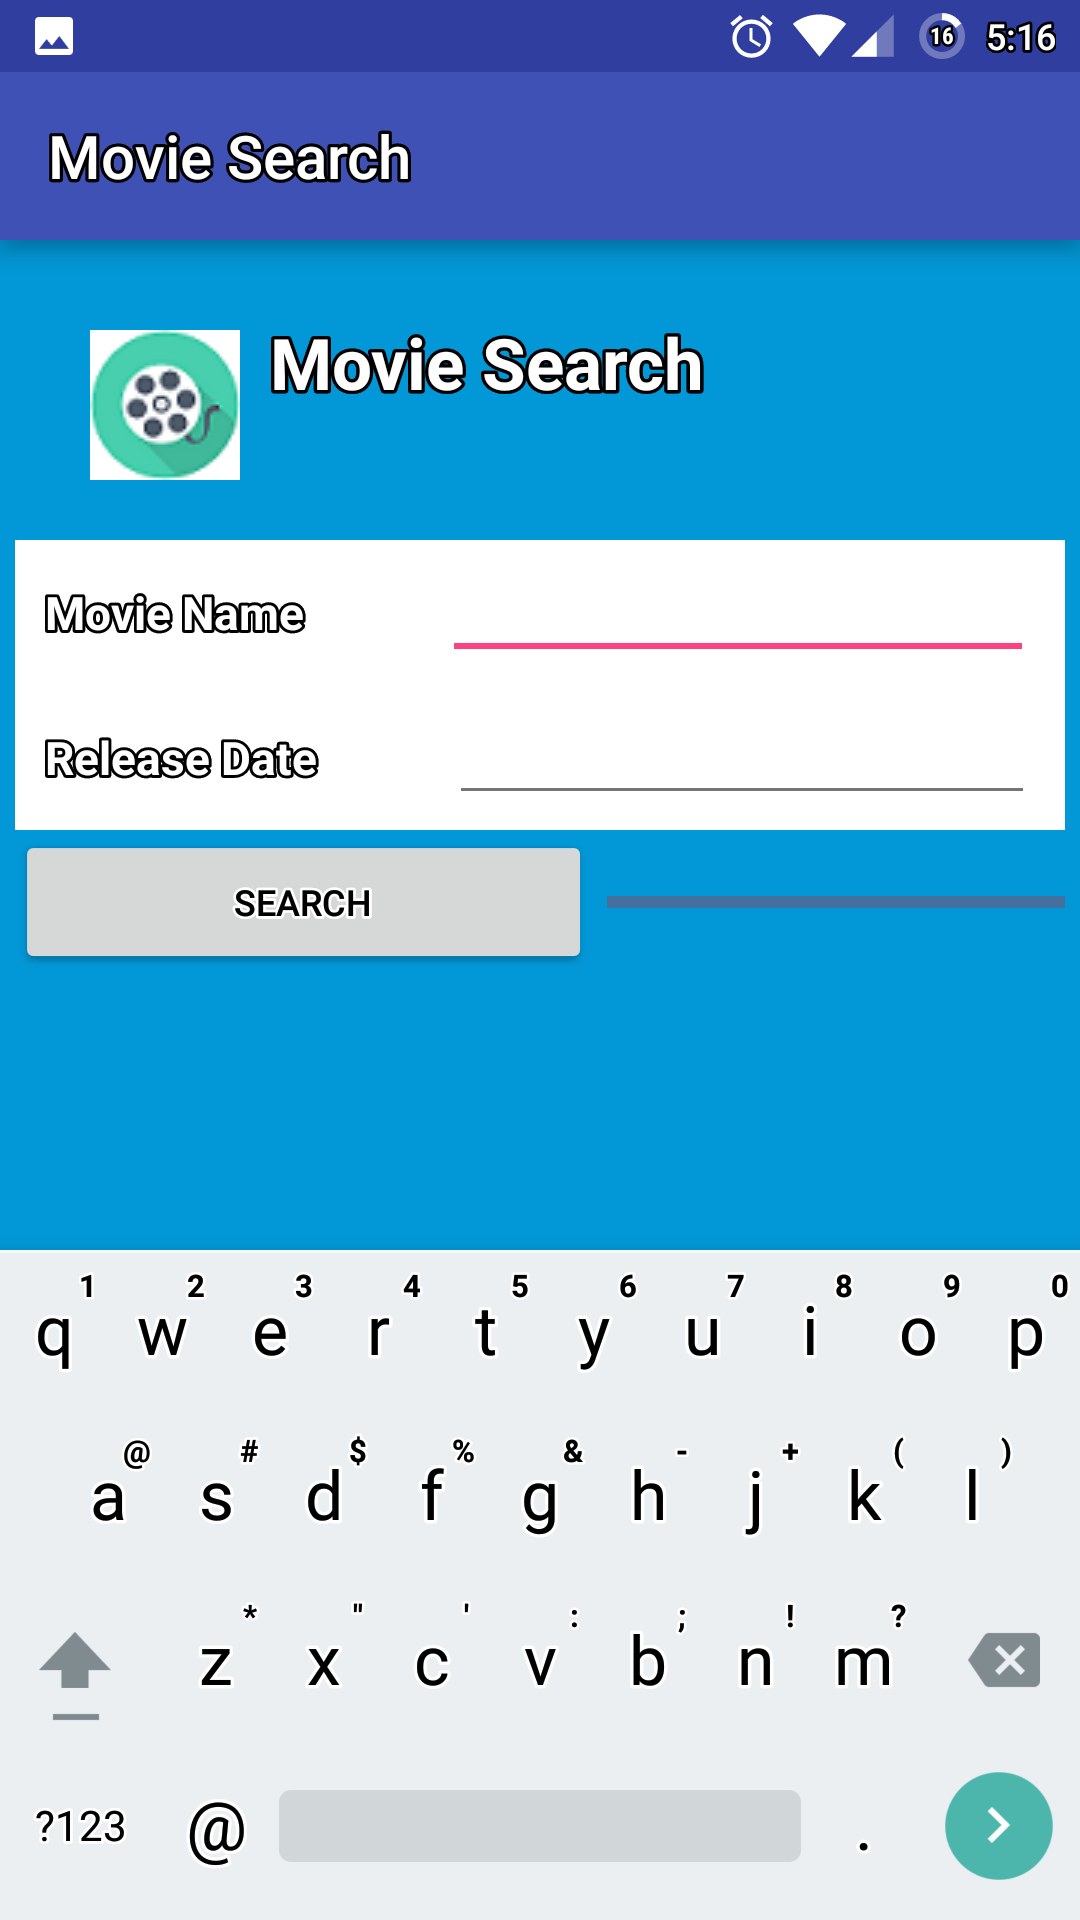 16 5:16
Movie Search
Movie Search
Movie Name
Release Date
SEARCH
1 2 3 4 5 6 7 8 9 0
q w e r t y u i o p
@ # $ % & - + ( )
a s d f g h j k l
* " ' : ; ! ?
z x c v b n m
?123 @ .